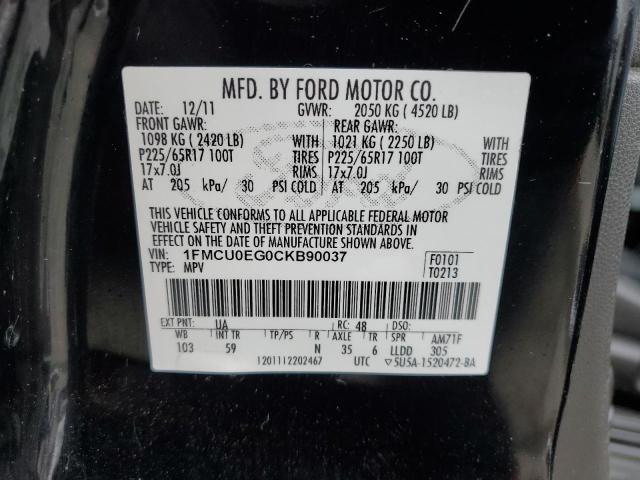 MFD. BY FORD MOTOR CO.
DATE: 12/11 GVWR: 2050 KG ( 4520 LB)
FRONT GAWR: REAR GAWR:
1098 KG ( 2420 LB) WITH 1021 KG ( 2250 LB) WITH
P225/65R17 100T TIRES P225/65R17 100T TIRES
17x7.0J RIMS 17x7.0J RIMS
AT 205 kPa/ 30 PSI COLD AT 205 kPa/ 30 PSI COLD
THIS VEHICLE CONFORMS TO ALL APPLICABLE FEDERAL MOTOR
VEHICLE SAFETY AND THEFT PREVENTION STANDARDS IN
EFFECT ON THE DATE OF MANUFACTURE SHOWN ABOVE.
VIN: 1FMCU0EG0CKB90037 F0101
TYPE: MPV T0213
EXT PNT: UA RC: 48 DSO:
WB INT TR TP/PS R AXLE TR SPR AM71F
103 59 N 35 6 LLDD 305
1201112202467 UTC 5U5A-1520472-BA